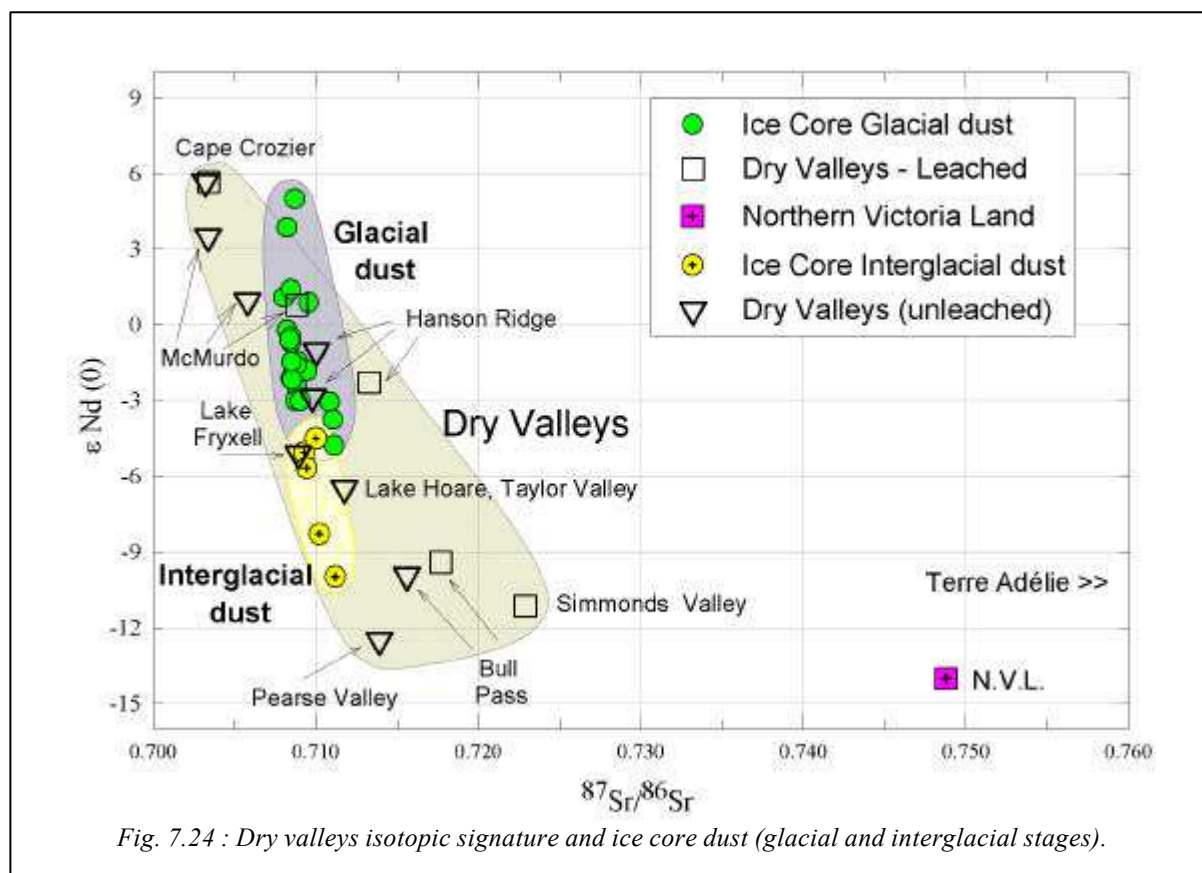 9
6
3
0
-3
-6
-9
-12
-15
ε Nd (0)
Cape Crozier
McMurdo
Lake
Fryxell
Glacial
dust
Hanson Ridge
Dry Valleys
Lake Hoare, Taylor Valley
Interglacial
dust
Simmonds Valley
Bull
Pass
Pearse Valley
Ice Core Glacial dust
Dry Valleys - Leached
Northern Victoria Land
Ice Core Interglacial dust
Dry Valleys (unleached)
Terre Adélie >>
N.V.L.
0.700 0.710 0.720 0.730 0.740 0.750 0.760
⁸⁷Sr/⁸⁶Sr
Fig. 7.24 : Dry valleys isotopic signature and ice core dust (glacial and interglacial stages).